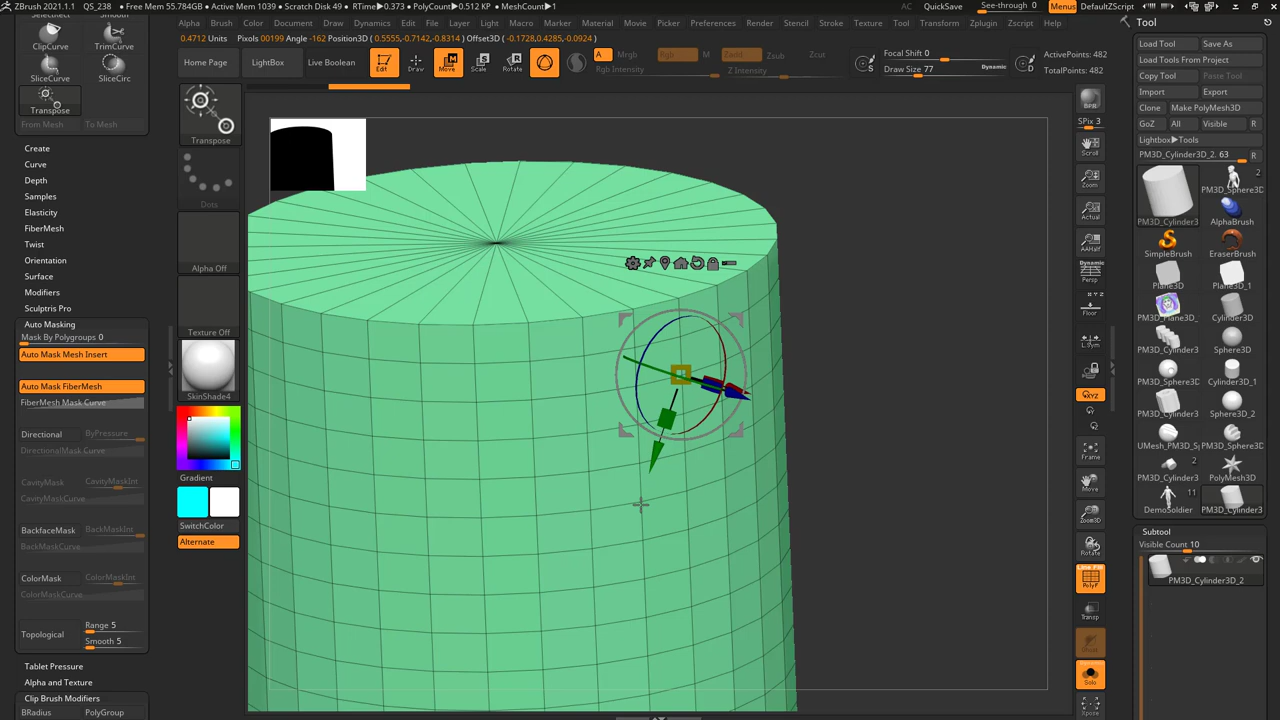 ZBrush 2021.1.1 QS_238 • Free Mem 55.784GB • Active Mem 1039 • Scratch Disk 49 • RTime▶0.373 • PolyCount▶0.512 KP • MeshCount▶1 AC QuickSave See-through 0 Menus DefaultZScript
Alpha Brush Color Document Draw Dynamics Edit File Layer Light Macro Marker Material Movie Picker Preferences Render Stencil Stroke Texture Tool Transform Zplugin Zscript Help
0.4712 Units Pixols 00199 Angle -162 Position3D ( 0.5555,-0.7142,-0.8314 ) Offset3D ( -0.1728,0.4285,-0.0924 )
Home Page LightBox Live Boolean Edit Draw Move Scale Rotate A Mrgb Rgb M Zadd Zsub Zcut
Rgb Intensity Z Intensity
Focal Shift 0
Draw Size 77 Dynamic
ActivePoints: 482
TotalPoints: 482
SelectLasso
ClipCurve TrimCurve
SliceCurve SliceCirc
Transpose
From Mesh To Mesh
Create
Curve
Depth
Samples
Elasticity
FiberMesh
Twist
Orientation
Surface
Modifiers
Sculptris Pro
Auto Masking
Mask By Polygroups 0
Auto Mask Mesh Insert
Auto Mask FiberMesh
FiberMesh Mask Curve
Directional ByPressure
DirectionalMask Curve
CavityMask CavityMaskInt
CavityMaskCurve
BackfaceMask BackMaskInt
BackMaskCurve
ColorMask ColorMaskInt
ColorMaskCurve
Topological Range 5
Smooth 5
Tablet Pressure
Alpha and Texture
Clip Brush Modifiers
BRadius PolyGroup
Transpose
Dots
Alpha Off
Texture Off
SkinShade4
Gradient
SwitchColor
Alternate
BPR
SPix 3
Scroll
Zoom
Actual
AAHalf
Dynamic
Persp
Floor
L.Sym
XYZ
Frame
Move
Zoom3D
Rotate
Line Fill
PolyF
Transp
Ghost
Dynamic
Solo
Xpose
Tool
Load Tool Save As
Load Tools From Project
Copy Tool Paste Tool
Import Export
Clone Make PolyMesh3D
GoZ All Visible R
Lightbox▶Tools
PM3D_Cylinder3D_2. 63 R
2
PM3D_Cylinder3 PM3D_Sphere3D
AlphaBrush
SimpleBrush EraserBrush
Plane3D Plane3D_1
PM3D_Plane3D_ Cylinder3D
PM3D_Cylinder3 Sphere3D
PM3D_Sphere3D Cylinder3D_1
PM3D_Cylinder3 Sphere3D_2
UMesh_PM3D_S PM3D_Sphere3D
2
PM3D_Cylinder3 PolyMesh3D
11
DemoSoldier PM3D_Cylinder3
Subtool
Visible Count 10
PM3D_Cylinder3D_2